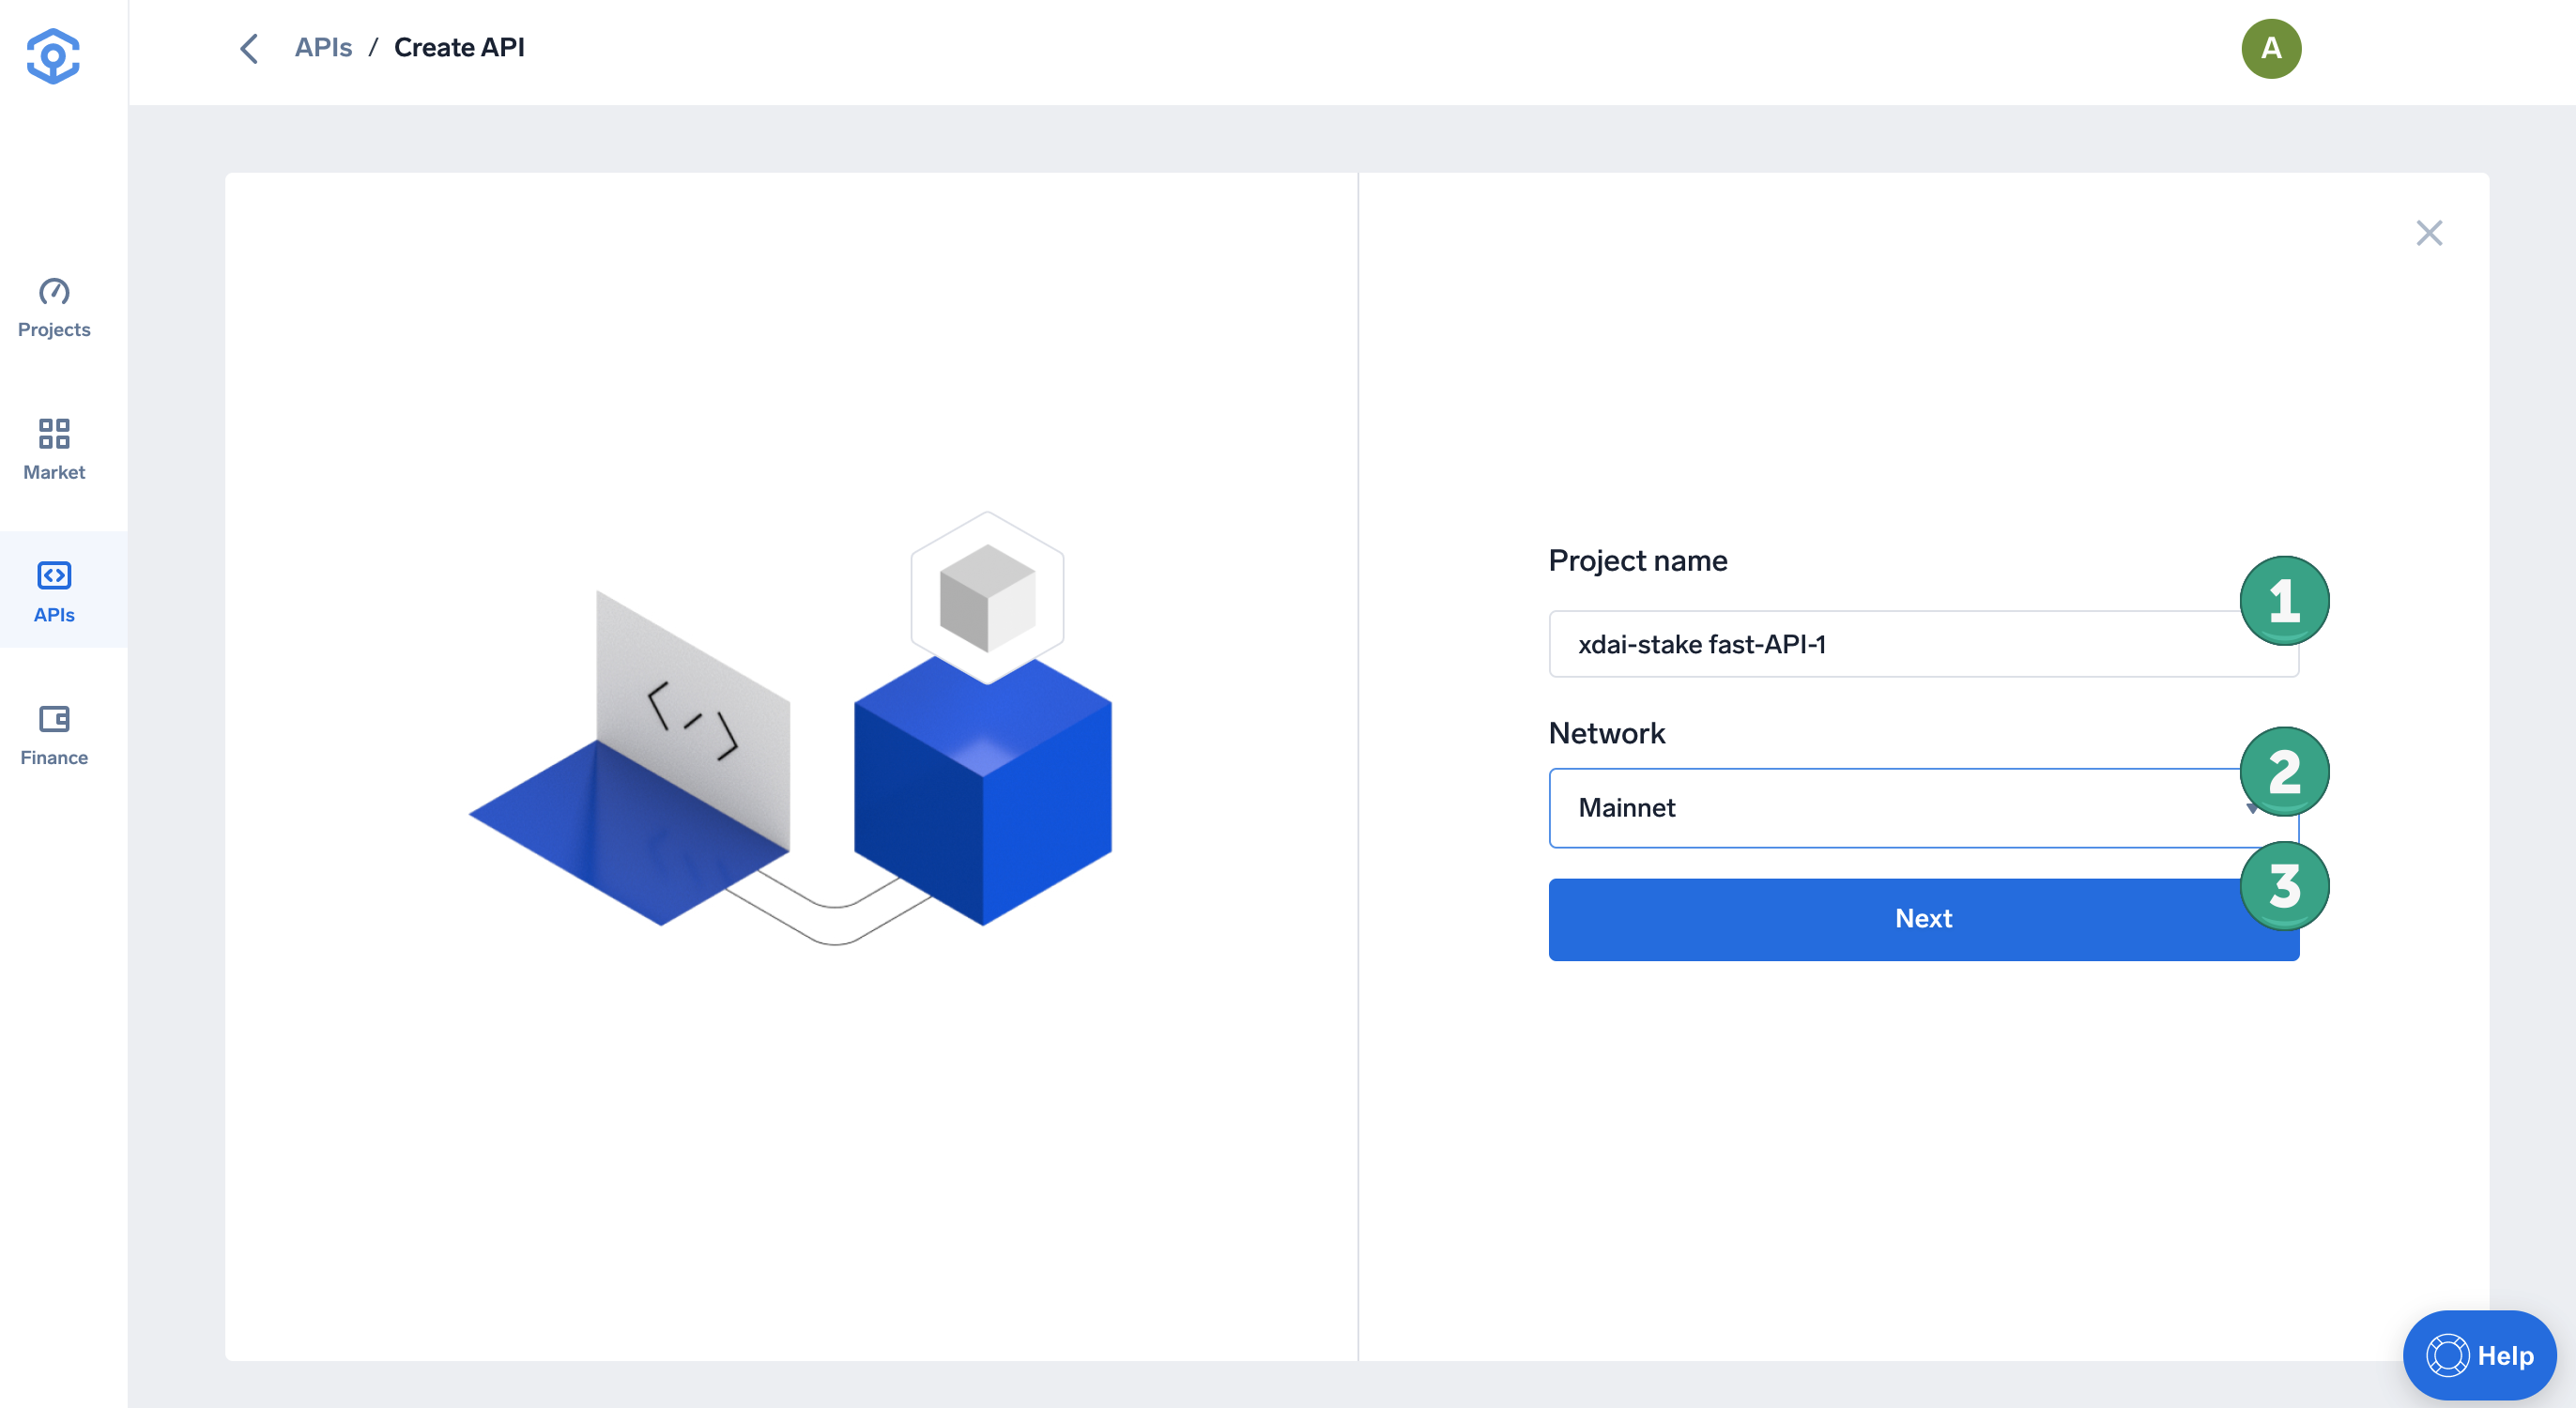 APIs / Create API
A
Projects
Market
APIs
Finance
Project name
1
xdai-stake fast-API-1
Network
2
Mainnet
3
Next
Help